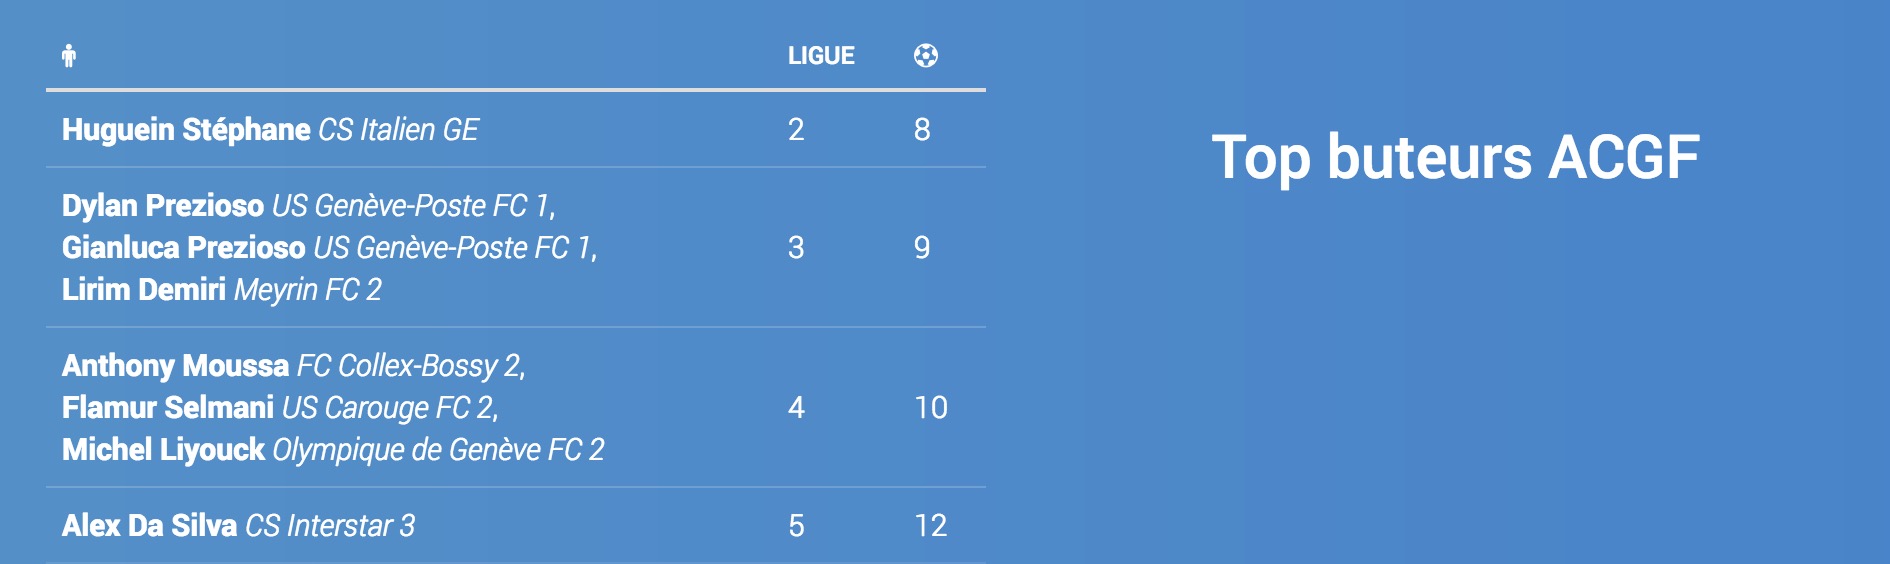 LIGUE
Huguein Stéphane CS Italien GE 2 8
Dylan Prezioso US Genève-Poste FC 1,
Gianluca Prezioso US Genève-Poste FC 1, 3 9
Lirim Demiri Meyrin FC 2
Anthony Moussa FC Collex-Bossy 2,
Flamur Selmani US Carouge FC 2, 4 10
Michel Liyouck Olympique de Genève FC 2
Alex Da Silva CS Interstar 3 5 12
Top buteurs ACGF